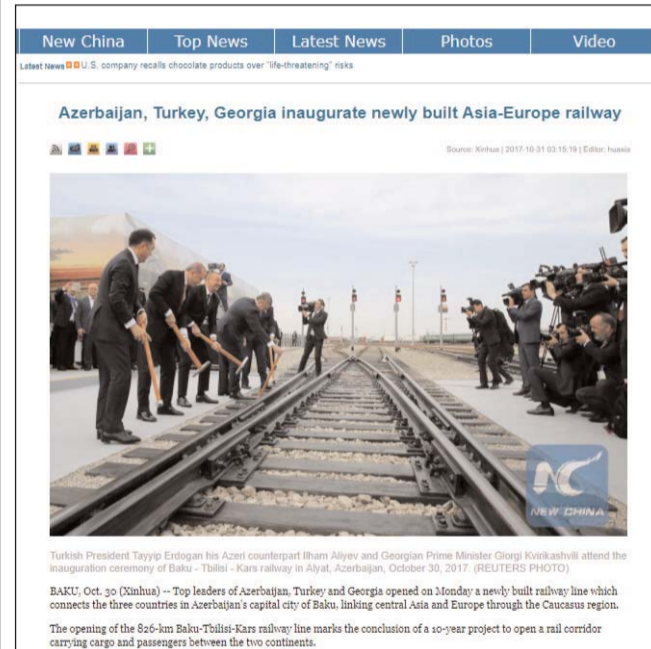 New China Top News Latest News Photos Video
Latest News U.S. company recalls chocolate products over "life-threatening" risks
Azerbaijan, Turkey, Georgia inaugurate newly built Asia-Europe railway
Source: Xinhua | 2017-10-31 03:15:19 | Editor: huaxia
NEW CHINA
Turkish President Tayyip Erdogan his Azeri counterpart Ilham Aliyev and Georgian Prime Minister Giorgi Kvirikashvili attend the
inauguration ceremony of Baku - Tbilisi - Kars railway in Alyat, Azerbaijan, October 30, 2017. (REUTERS PHOTO)
BAKU, Oct. 30 (Xinhua) -- Top leaders of Azerbaijan, Turkey and Georgia opened on Monday a newly built railway line which
connects the three countries in Azerbaijan's capital city of Baku, linking central Asia and Europe through the Caucasus region.
The opening of the 826-km Baku-Tbilisi-Kars railway line marks the conclusion of a 10-year project to open a rail corridor
carrying cargo and passengers between the two continents.